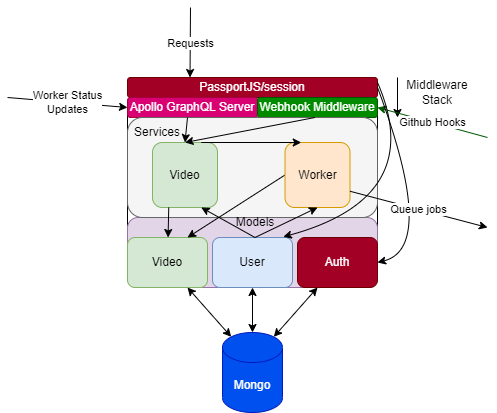 Requests
PassportJS/session
Worker Status
Updates
Apollo GraphQL Server
Webhook Middleware
Middleware
Stack
Github Hooks
Services
Video
Worker
Queue jobs
Models
Video
User
Auth
Mongo